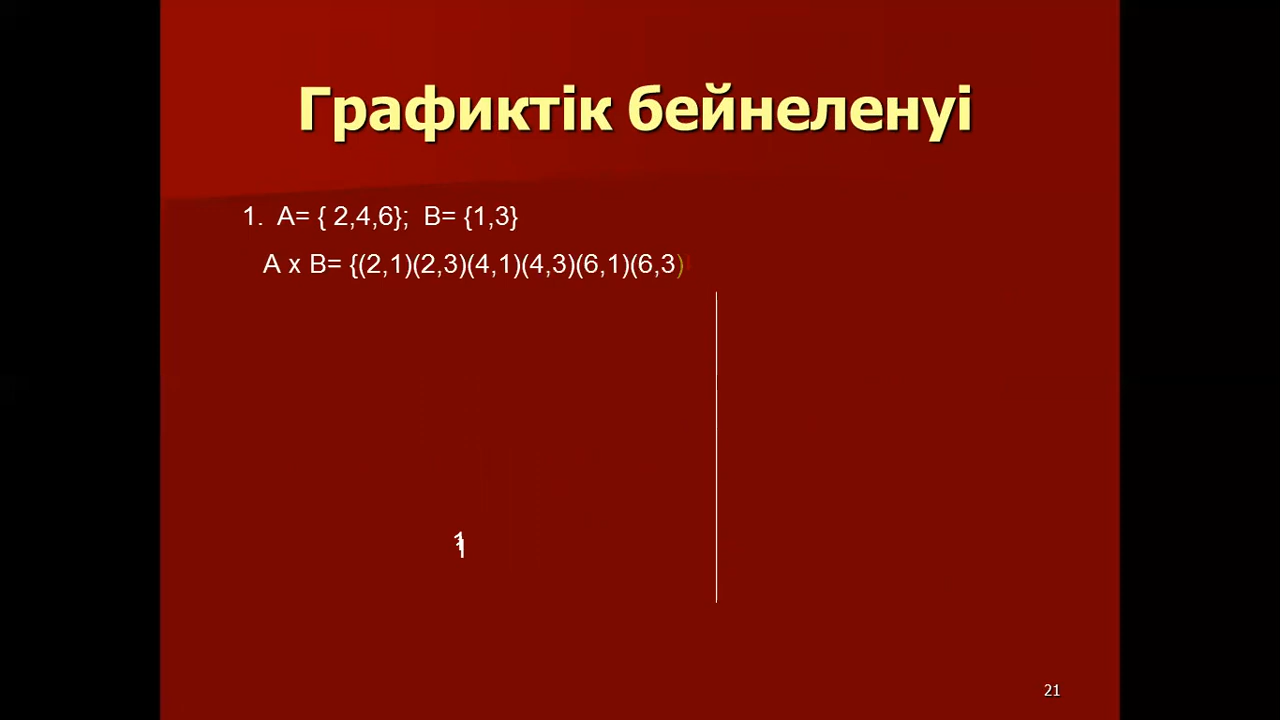 Графиктік бейнеленуі
1. A= { 2,4,6}; B= {1,3}
A x B= {(2,1)(2,3)(4,1)(4,3)(6,1)(6,3)
21